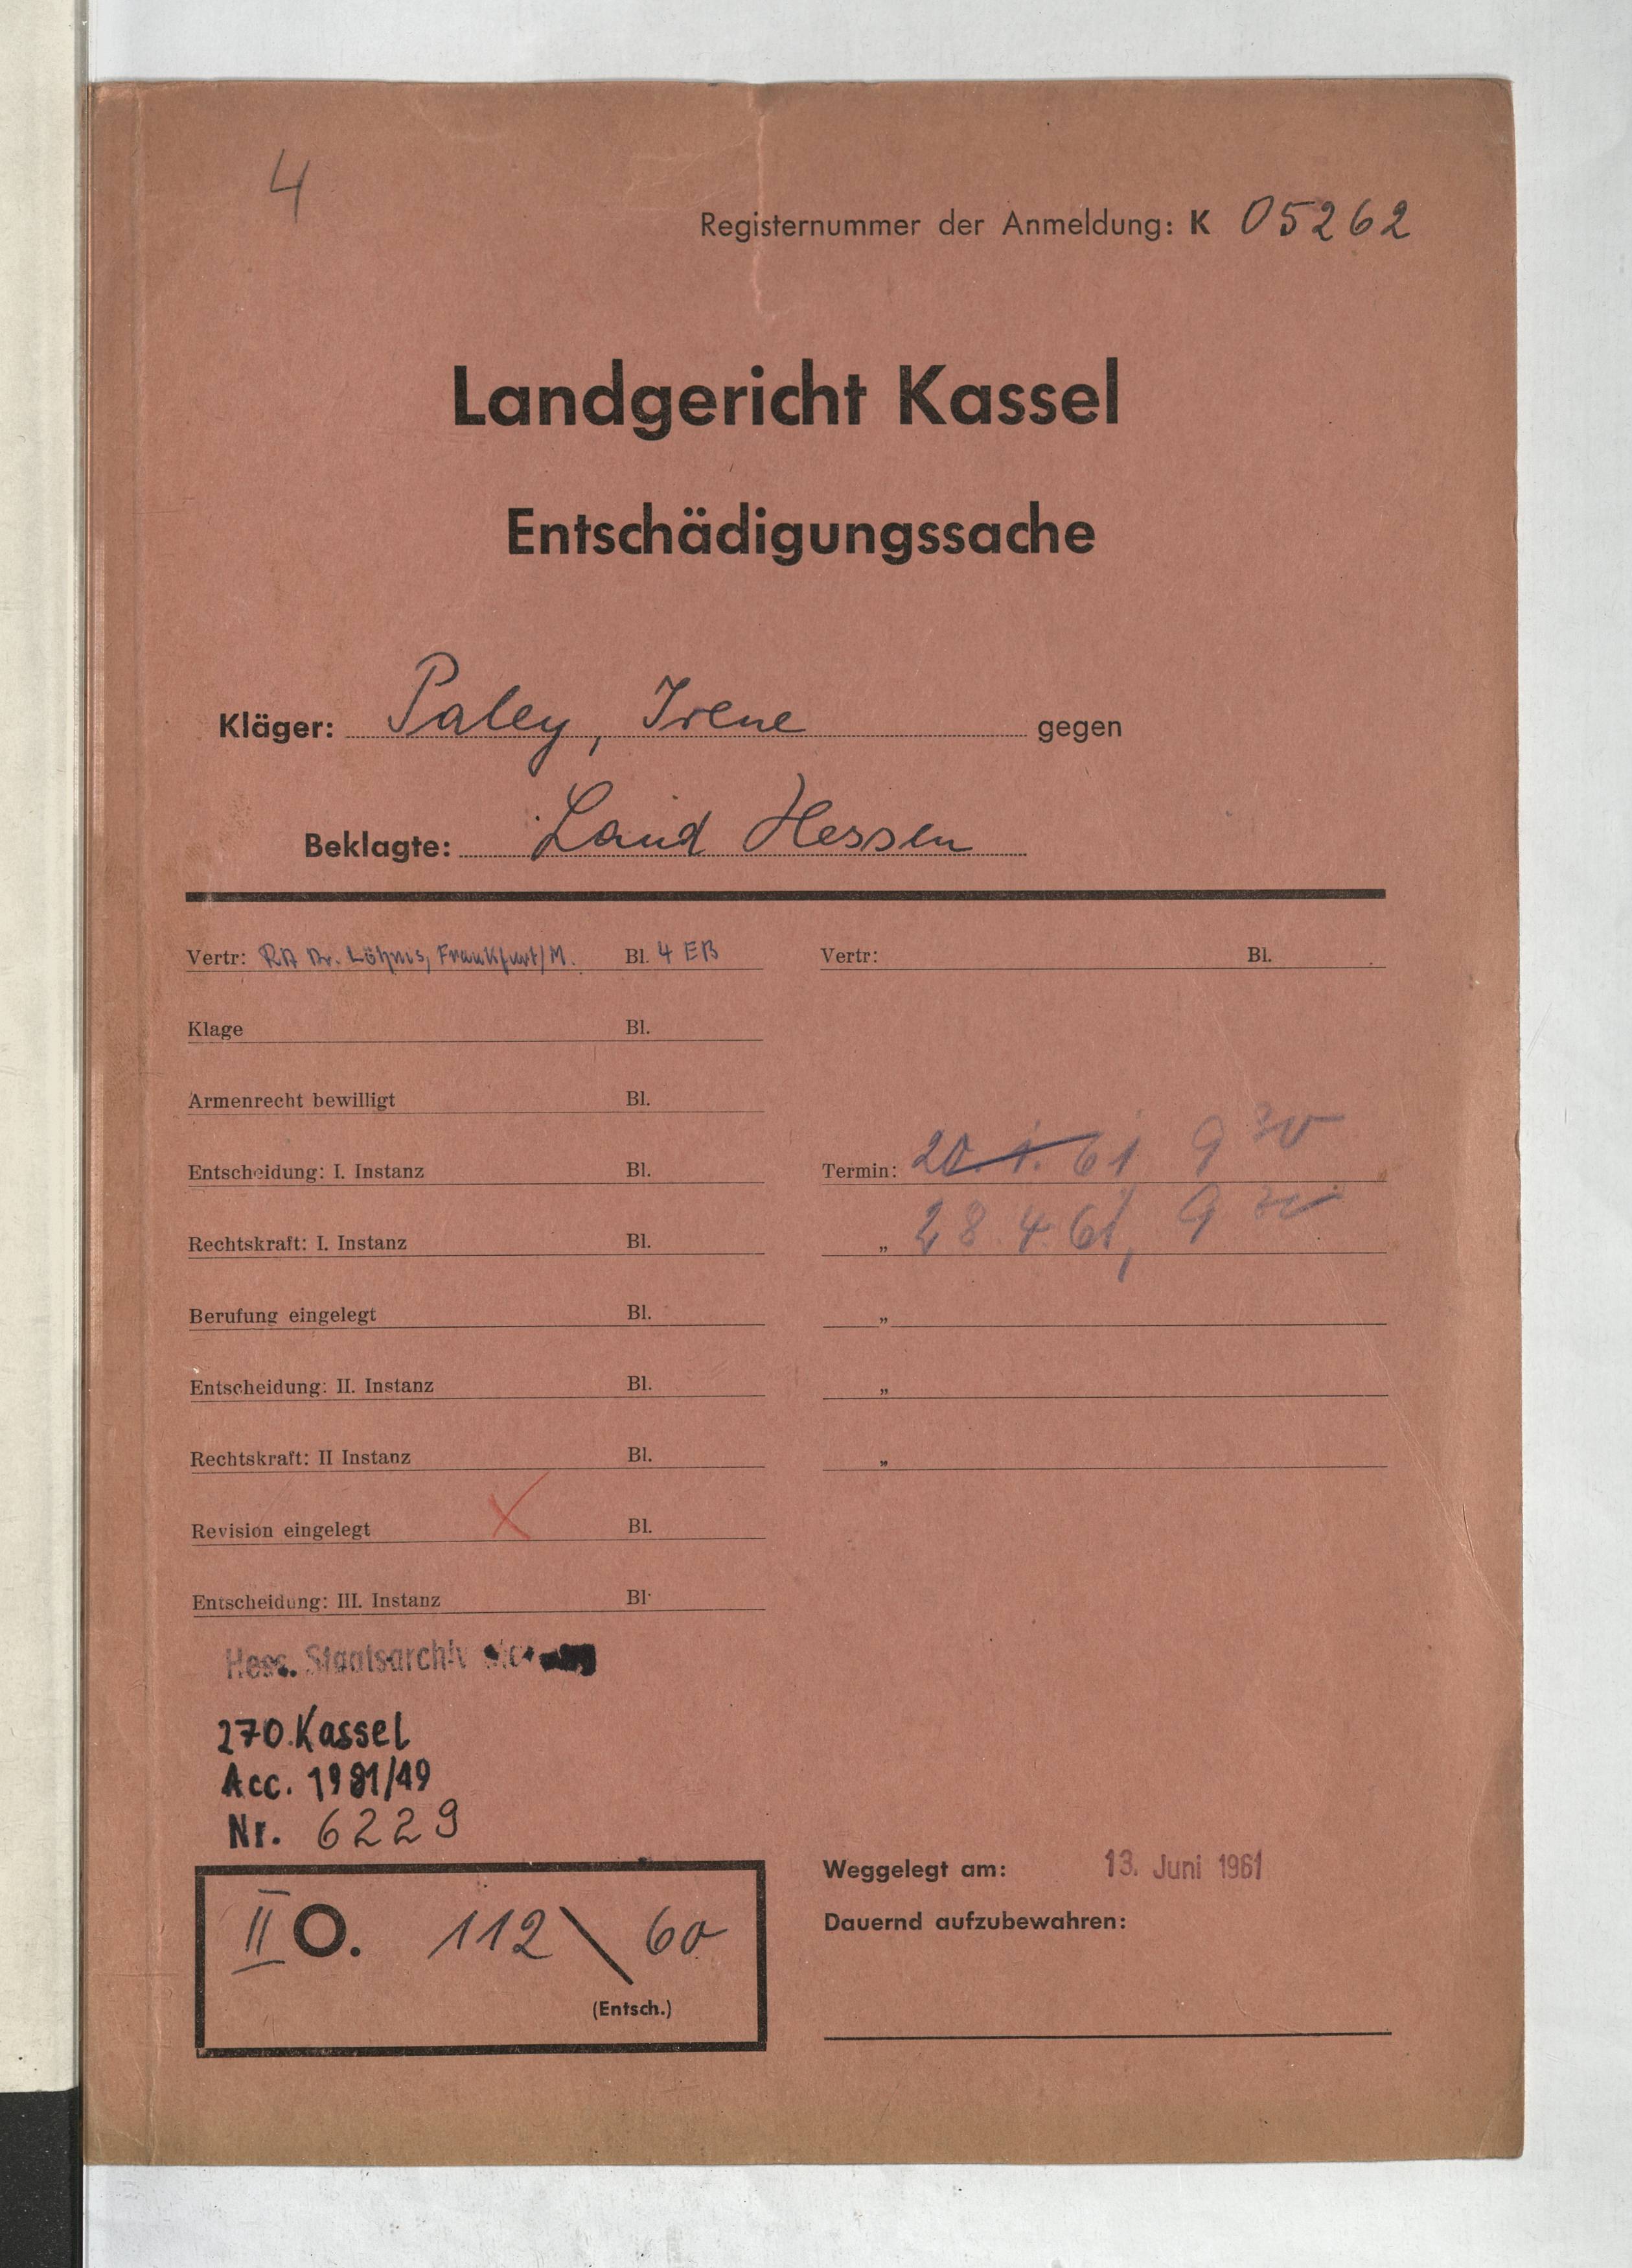 4
Registernummer der Anmeldung: K 05262
Landgericht Kassel
Entschädigungssache
Kläger: Paley, Irene gegen
Beklagte: Land Hessen
Vertr: RA Dr. Löhns, Frankfurt/M. Bl. 4 EB
Vertr: Bl.
Klage Bl.
Armenrecht bewilligt Bl.
Entscheidung: I. Instanz Bl.
Termin: 20. 1. 61 9 30
Rechtskraft: I. Instanz Bl.
„ 28 4 61, 9 30
Berufung eingelegt Bl.
„
Entscheidung: II. Instanz Bl.
„
Rechtskraft: II Instanz Bl.
„
Revision eingelegt Bl.
Entscheidung: III. Instanz Bl.
Hess. Staatsarchiv
270 Kassel
Acc. 1981/49
Nr. 6229
II O. 112 \ 60
(Entsch.)
Weggelegt am: 13. Juni 1961
Dauernd aufzubewahren: